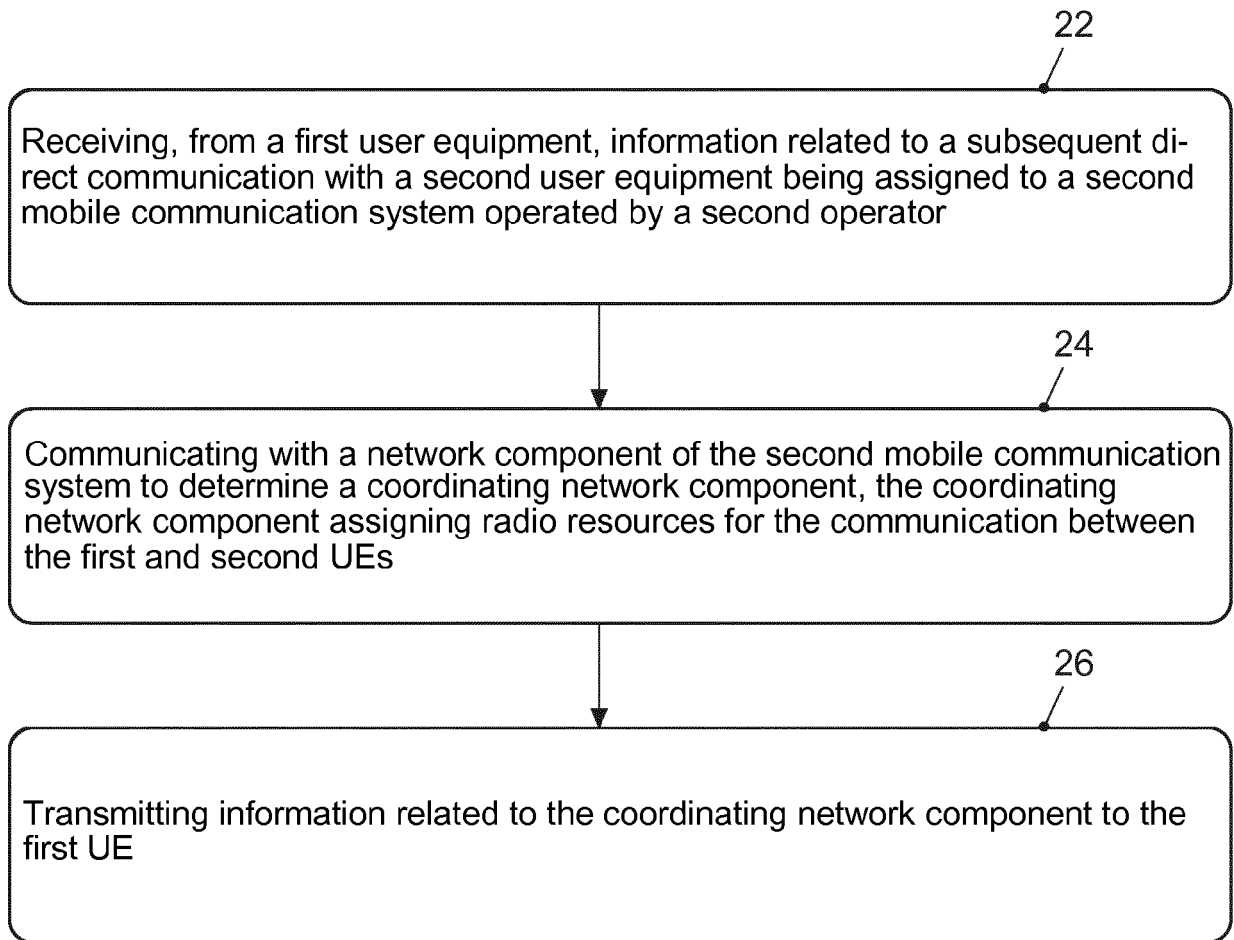 22
Receiving, from a first user equipment, information related to a subsequent di-
rect communication with a second user equipment being assigned to a second
mobile communication system operated by a second operator
24
Communicating with a network component of the second mobile communication
system to determine a coordinating network component, the coordinating
network component assigning radio resources for the communication between
the first and second UEs
26
Transmitting information related to the coordinating network component to the
first UE